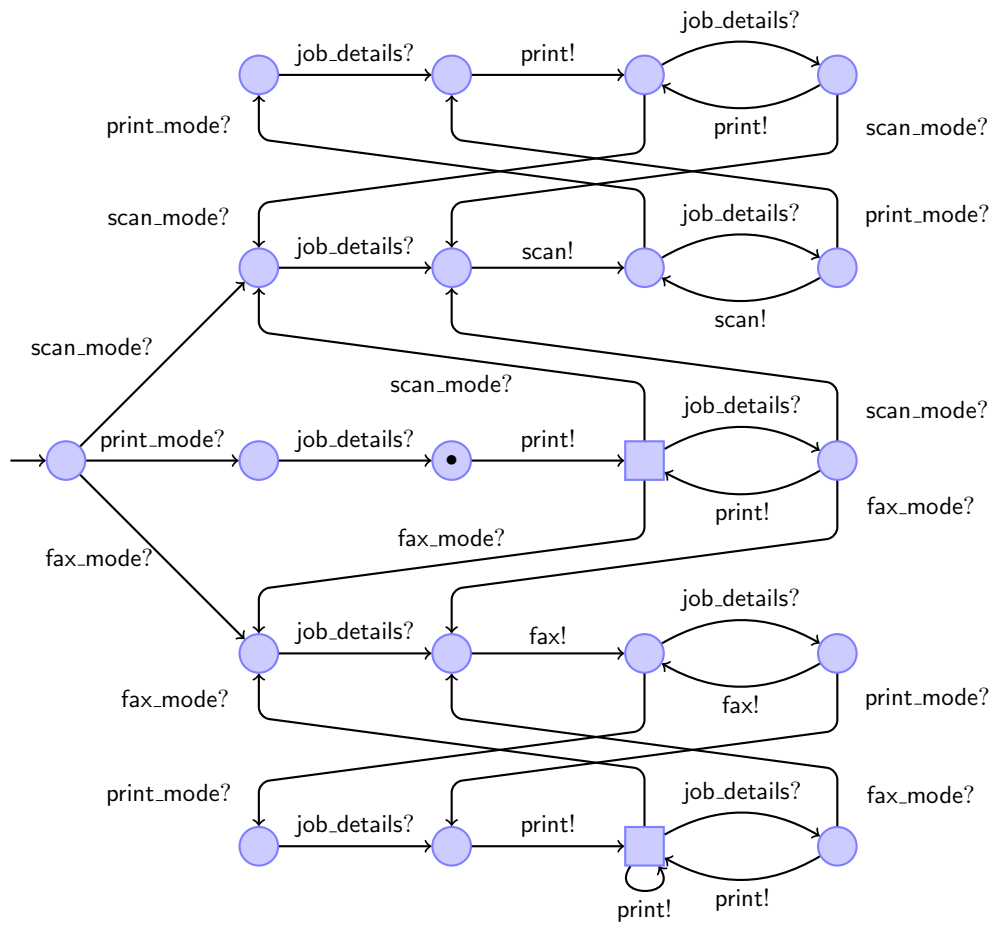 job_details?
job_details? print!
print_mode? print! scan_mode?
scan_mode? job_details? print_mode?
job_details? scan!
scan!
scan_mode?
scan_mode? job_details? scan_mode?
print_mode? job_details? print!
print! fax_mode?
fax_mode?
fax_mode?
job_details?
job_details? fax!
fax_mode? fax! print_mode?
print_mode? job_details? fax_mode?
job_details? print!
print! print!